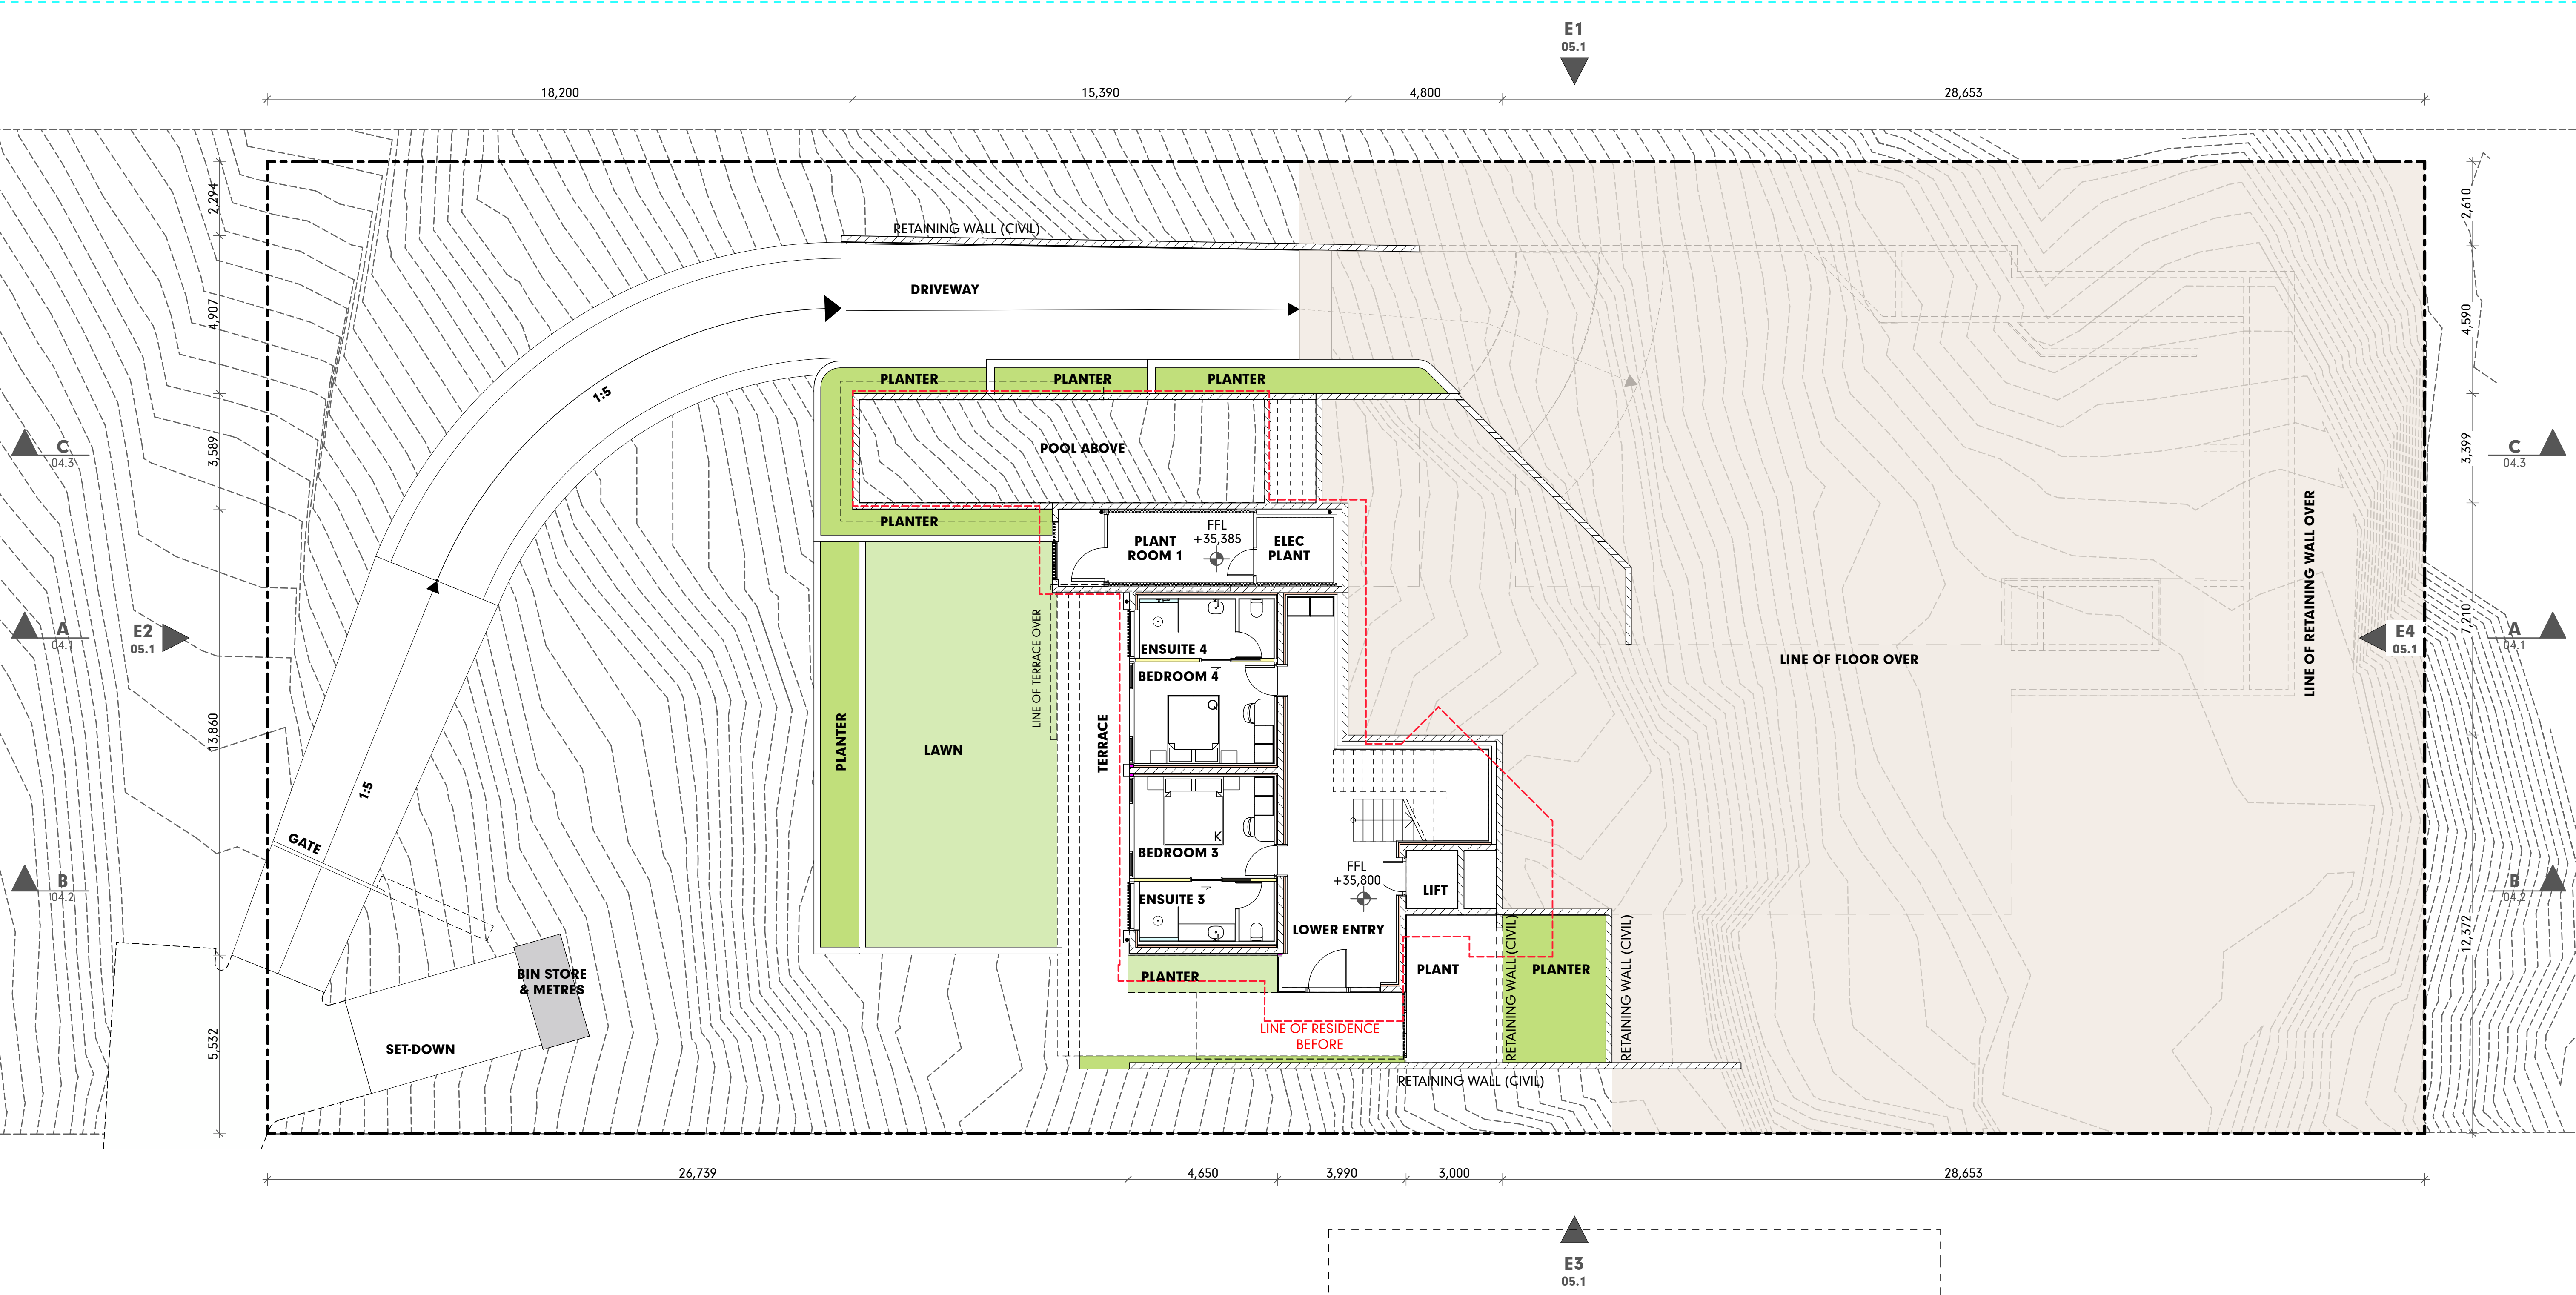 E1
05.1
18,200
15,390
4,800
28,653
2,294
4,907
3,589
13,860
5,532
2,610
4,590
3,399
7,210
12,372
RETAINING WALL (CIVIL)
DRIVEWAY
1:5
1:5
GATE
PLANTER
PLANTER
PLANTER
POOL ABOVE
PLANTER
PLANT
ROOM 1
FFL
+35,385
ELEC
PLANT
C
04.3
C
04.3
A
04.1
E2
05.1
A
04.1
E4
05.1
B
04.2
B
04.2
LINE OF RETAINING WALL OVER
LINE OF FLOOR OVER
LINE OF TERRACE OVER
TERRACE
PLANTER
LAWN
ENSUITE 4
BEDROOM 4
Q
K
BEDROOM 3
ENSUITE 3
FFL
+35,800
LIFT
LOWER ENTRY
PLANTER
PLANT
RETAINING WALL (CIVIL)
PLANTER
RETAINING WALL (CIVIL)
LINE OF RESIDENCE
BEFORE
RETAINING WALL (CIVIL)
BIN STORE
& METRES
SET-DOWN
26,739
4,650
3,990
3,000
28,653
E3
05.1